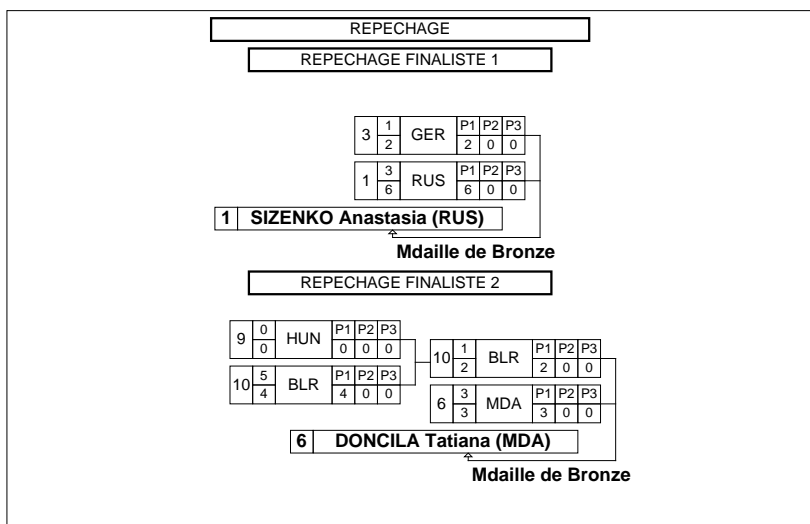 REPECHAGE
REPECHAGE FINALISTE 1
3 1 GER P1 P2 P3
2 2 0 0
1 3 RUS P1 P2 P3
6 6 0 0
1 SIZENKO Anastasia (RUS)
Mdaille de Bronze
REPECHAGE FINALISTE 2
9 0 HUN P1 P2 P3
0 0 0 0
10 5 BLR P1 P2 P3
4 4 0 0
10 1 BLR P1 P2 P3
2 2 0 0
6 3 MDA P1 P2 P3
3 3 0 0
6 DONCILA Tatiana (MDA)
Mdaille de Bronze